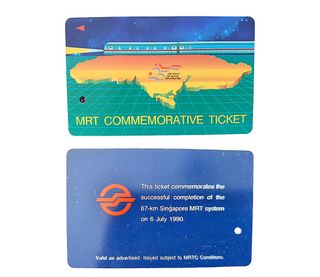 MRT COMMEMORATIVE TICKET
This ticket commemorates the
successful completion of the
67-km Singapore MRT system
on 6 July 1990.
Valid as advertised. Issued subject to MRTC Conditions.